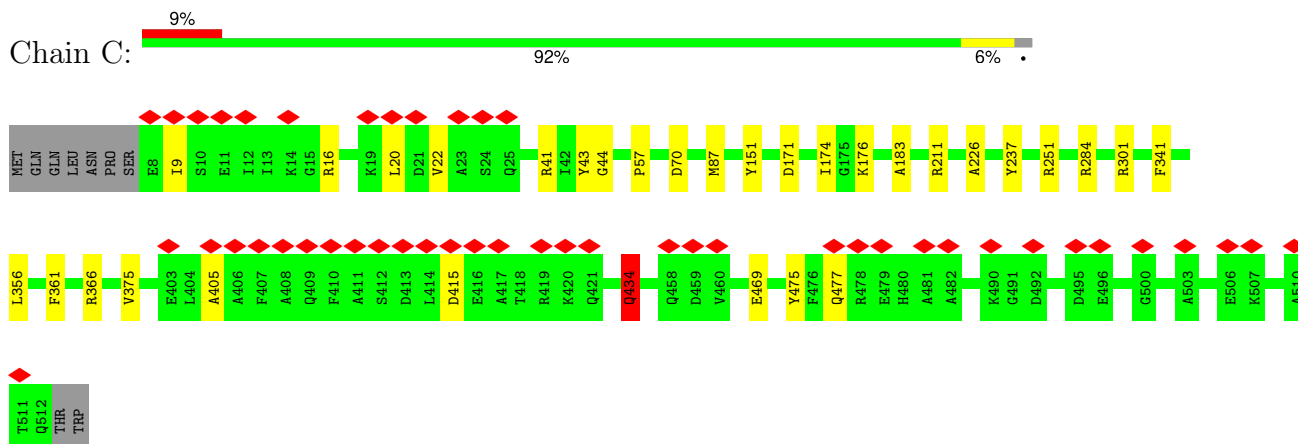 9%
Chain C:
92% 6% •
MET GLN GLN LEU ASN PRO SER E8 I9 S10 E11 I12 I13 K14 G15 R16 K19 L20 D21 V22 A23 S24 Q25 R41 I42 Y43 G44 P57 D70 M87 Y151 D171 I174 G175 K176 A183 R211 A226 Y237 R251 R284 R301 F341
L356 F361 R366 V375 E403 L404 A405 A406 F407 A408 Q409 F410 A411 S412 D413 L414 D415 E416 A417 T418 R419 K420 Q421 Q434 Q458 D459 V460 E469 Y475 F476 Q477 R478 E479 H480 A481 A482 K490 G491 D492 D495 E496 G500 A503 E506 K507 A510
T511 Q512 THR TRP